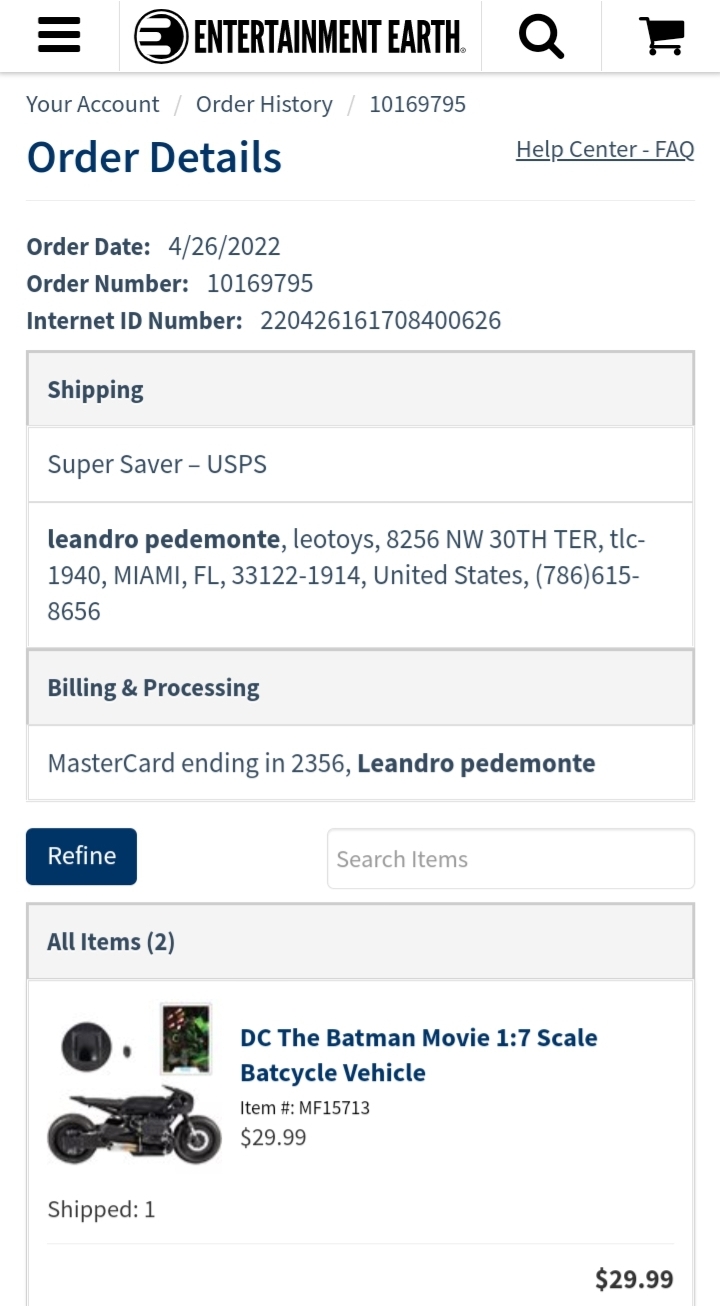 ENTERTAINMENT EARTH
Your Account / Order History / 10169795
Order Details
Help Center - FAQ
Order Date: 4/26/2022
Order Number: 10169795
Internet ID Number: 220426161708400626
Shipping
Super Saver – USPS
leandro pedemonte, leotoys, 8256 NW 30TH TER, tlc-
1940, MIAMI, FL, 33122-1914, United States, (786)615-
8656
Billing & Processing
MasterCard ending in 2356, Leandro pedemonte
Refine
Search Items
All Items (2)
DC The Batman Movie 1:7 Scale
Batcycle Vehicle
Item #: MF15713
$29.99
Shipped: 1
$29.99